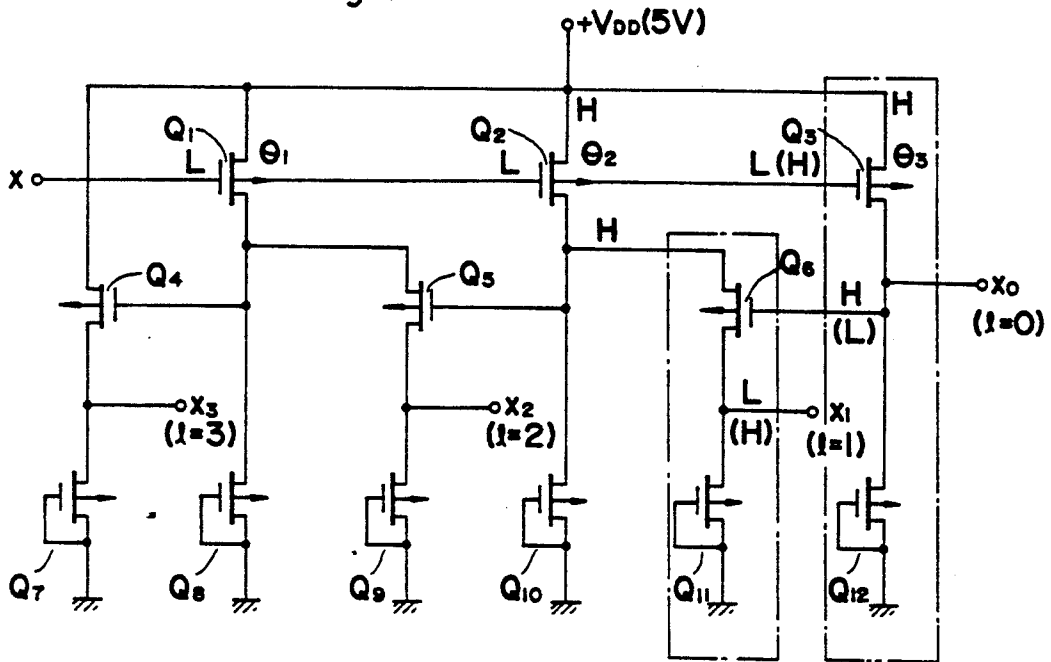 +VDD(5V)
H
H
Q1
L
θ1
Q2
L
θ2
Q3
L(H)
θ3
X
H
Q4
Q5
Q6
H
(L)
X0
(l=0)
X3
(l=3)
X2
(l=2)
L
(H)
X1
(l=1)
Q7
Q8
Q9
Q10
Q11
Q12